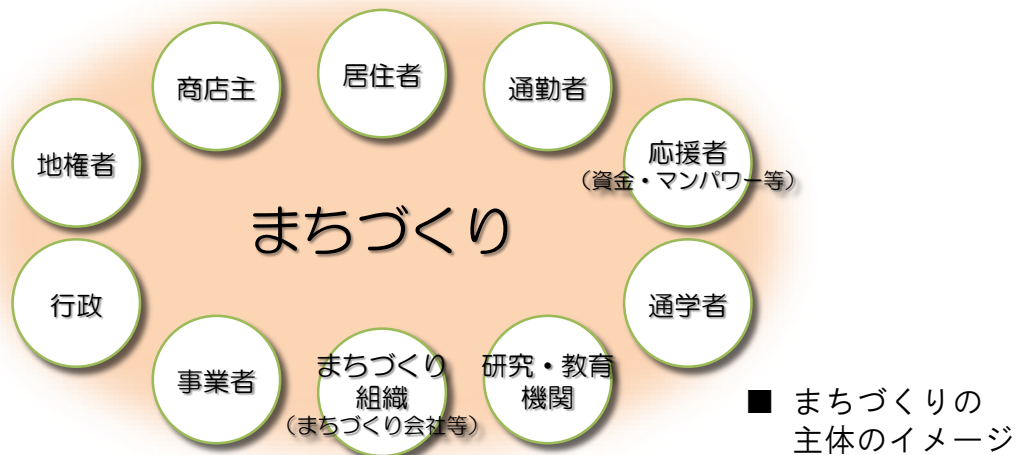 商店主
居住者
通勤者
地権者
応援者
（資金・マンパワー等）
まちづくり
行政
通学者
事業者
まちづくり
組織
（まちづくり会社等）
研究・教育
機関
■ まちづくりの
主体のイメージ